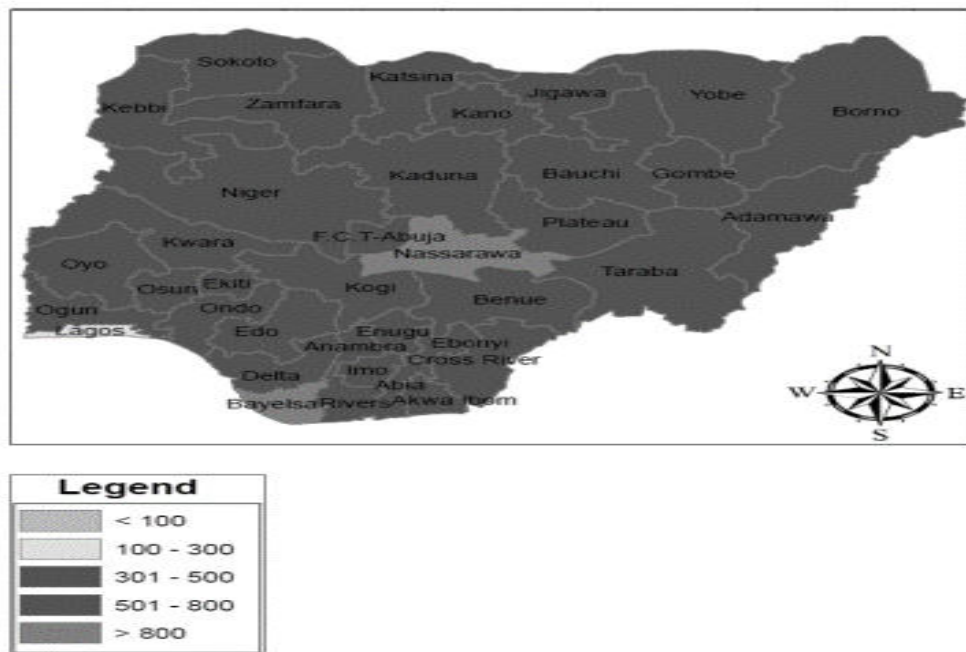 Sokoto
Katsina
Jigawa
Yobe
Kebbi
Zamfara
Kano
Borno
Niger
Kaduna
Bauchi
Gombe
F.C.T-Abuja
Plateau
Adamawa
Kwara
Nassarawa
Oyo
Taraba
Osun
Ekiti
Kogi
Benue
Ogun
Ondo
Lagos
Edo
Enugu
Ebonyi
Anambra
Cross River
Delta
Imo
Abia
Bayelsa
Rivers
Akwa Ibom
N
W
E
S
Legend
< 100
100 - 300
301 - 500
501 - 800
> 800